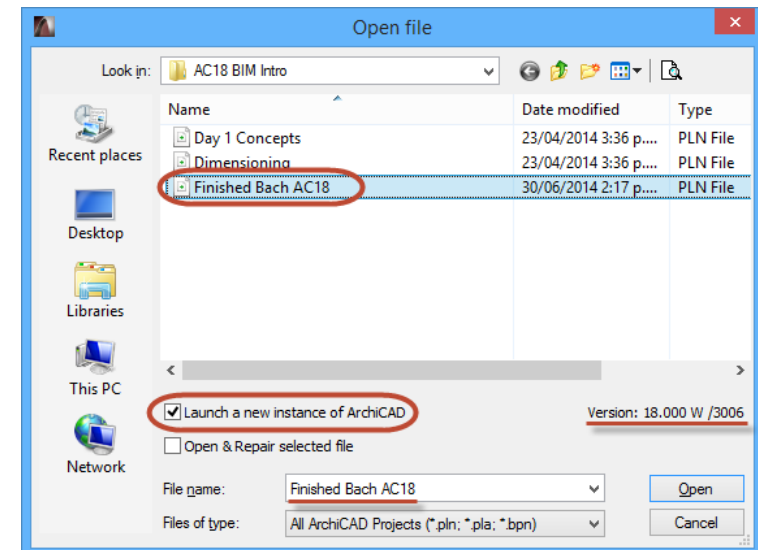 Open file
Look in: AC18 BIM Intro
Name Date modified Type
Day 1 Concepts 23/04/2014 3:36 p.... PLN File
Dimensioning 23/04/2014 3:36 p.... PLN File
Finished Bach AC18 30/06/2014 2:17 p.... PLN File
Recent places
Desktop
Libraries
This PC
Network
Launch a new instance of ArchiCAD Version: 18.000 W /3006
Open & Repair selected file
File name: Finished Bach AC18 Open
Files of type: All ArchiCAD Projects (*.pln; *.pla; *.bpn) Cancel